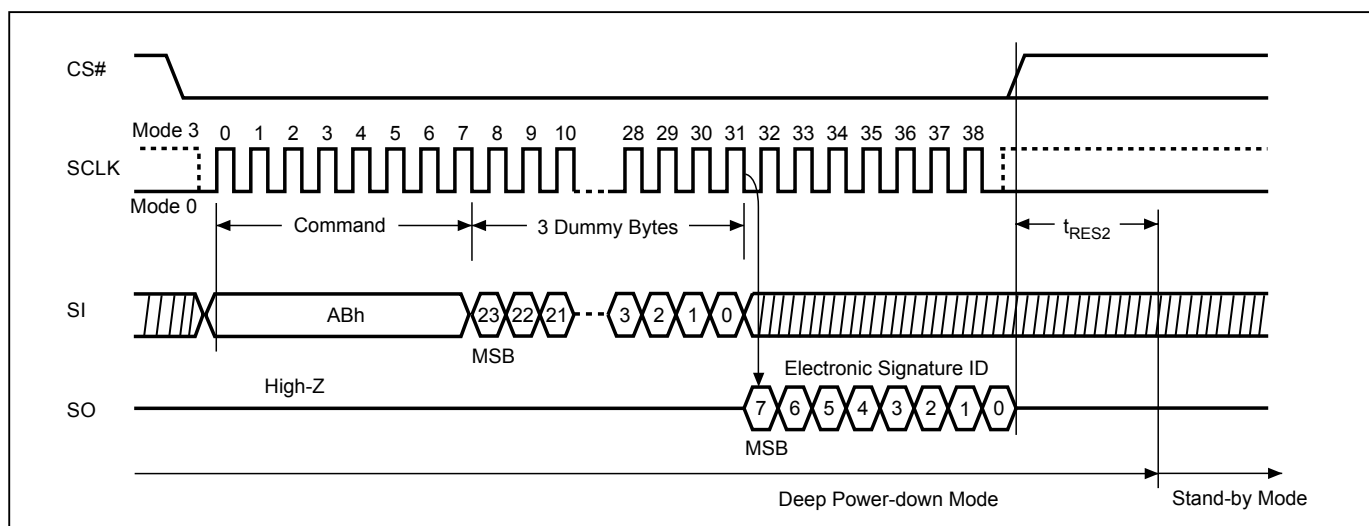 CS#
Mode 3 0 1 2 3 4 5 6 7 8 9 10 28 29 30 31 32 33 34 35 36 37 38
SCLK
Mode 0
Command 3 Dummy Bytes tRES2
SI ABh 23 22 21 3 2 1 0
MSB
Electronic Signature ID
High-Z
SO 7 6 5 4 3 2 1 0
MSB
Deep Power-down Mode Stand-by Mode